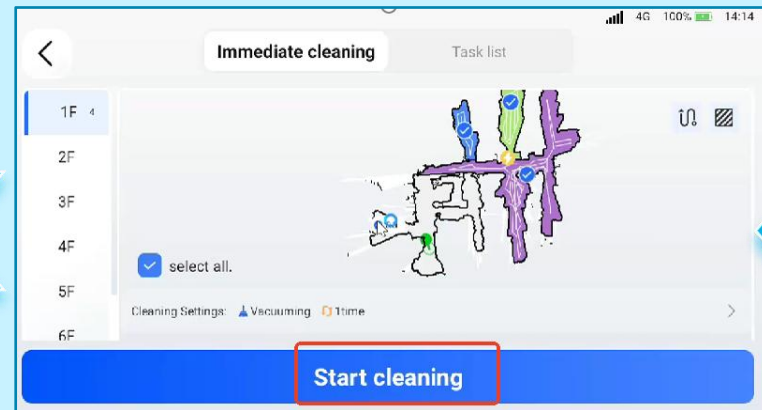 4G 100% 14:14
Immediate cleaning Task list
1F 4
2F
3F
4F
5F
6F
select all.
Cleaning Settings: Vacuuming 1time
Start cleaning